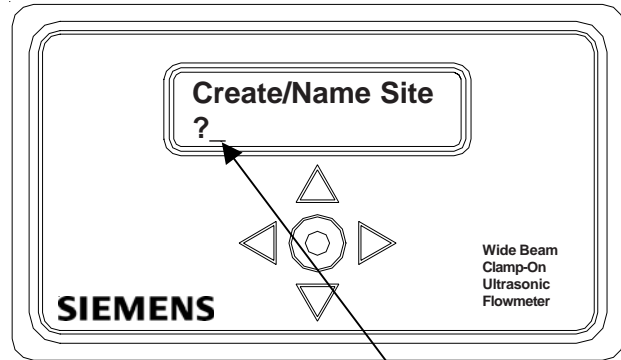 Create/Name Site
?_
Wide Beam
Clamp-On
Ultrasonic
Flowmeter
SIEMENS